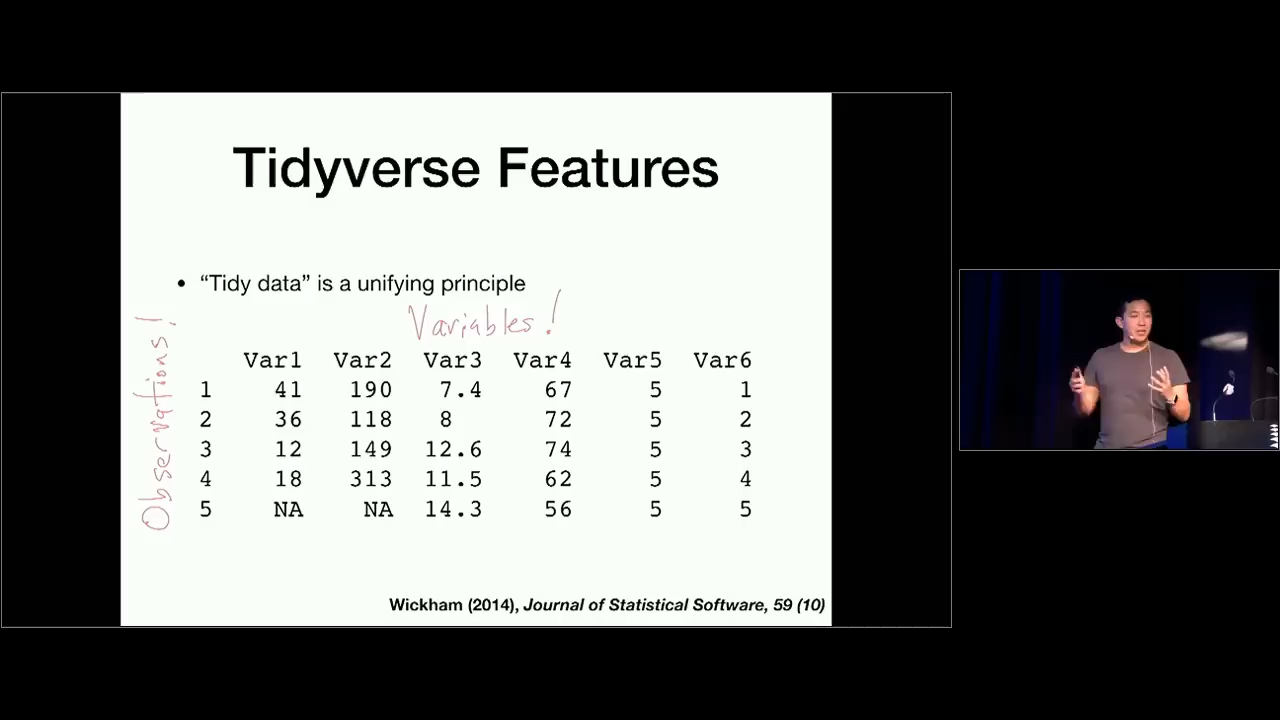 Tidyverse Features
• “Tidy data” is a unifying principle
Variables!
Observations!
Var1 Var2 Var3 Var4 Var5 Var6
1 41 190 7.4 67 5 1
2 36 118 8 72 5 2
3 12 149 12.6 74 5 3
4 18 313 11.5 62 5 4
5 NA NA 14.3 56 5 5
Wickham (2014), Journal of Statistical Software, 59 (10)